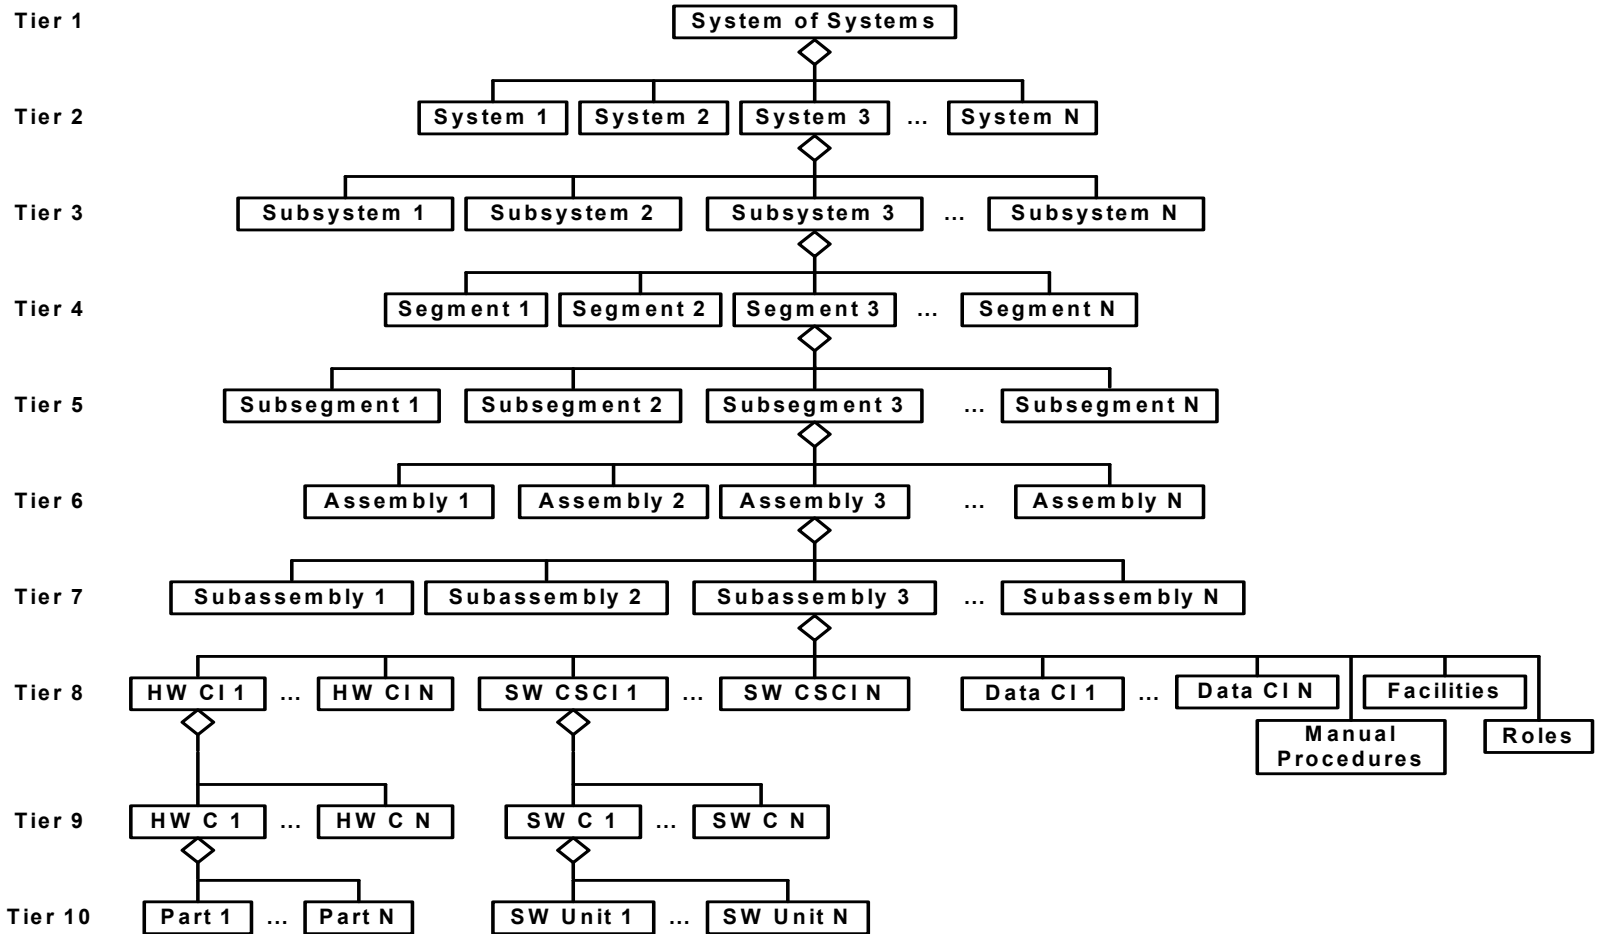 Tier 1 System of Systems
Tier 2 System 1 System 2 System 3 ... System N
Tier 3 Subsystem 1 Subsystem 2 Subsystem 3 ... Subsystem N
Tier 4 Segment 1 Segment 2 Segment 3 ... Segment N
Tier 5 Subsegment 1 Subsegment 2 Subsegment 3 ... Subsegment N
Tier 6 Assembly 1 Assembly 2 Assembly 3 ... Assembly N
Tier 7 Subassembly 1 Subassembly 2 Subassembly 3 ... Subassembly N
Tier 8 HW CI 1 ... HW CI N SW CSCI 1 ... SW CSCI N Data CI 1 ... Data CI N Facilities
Manual
Procedures
Roles
Tier 9 HW C 1 ... HW C N SW C 1 ... SW C N
Tier 10 Part 1 ... Part N SW Unit 1 ... SW Unit N